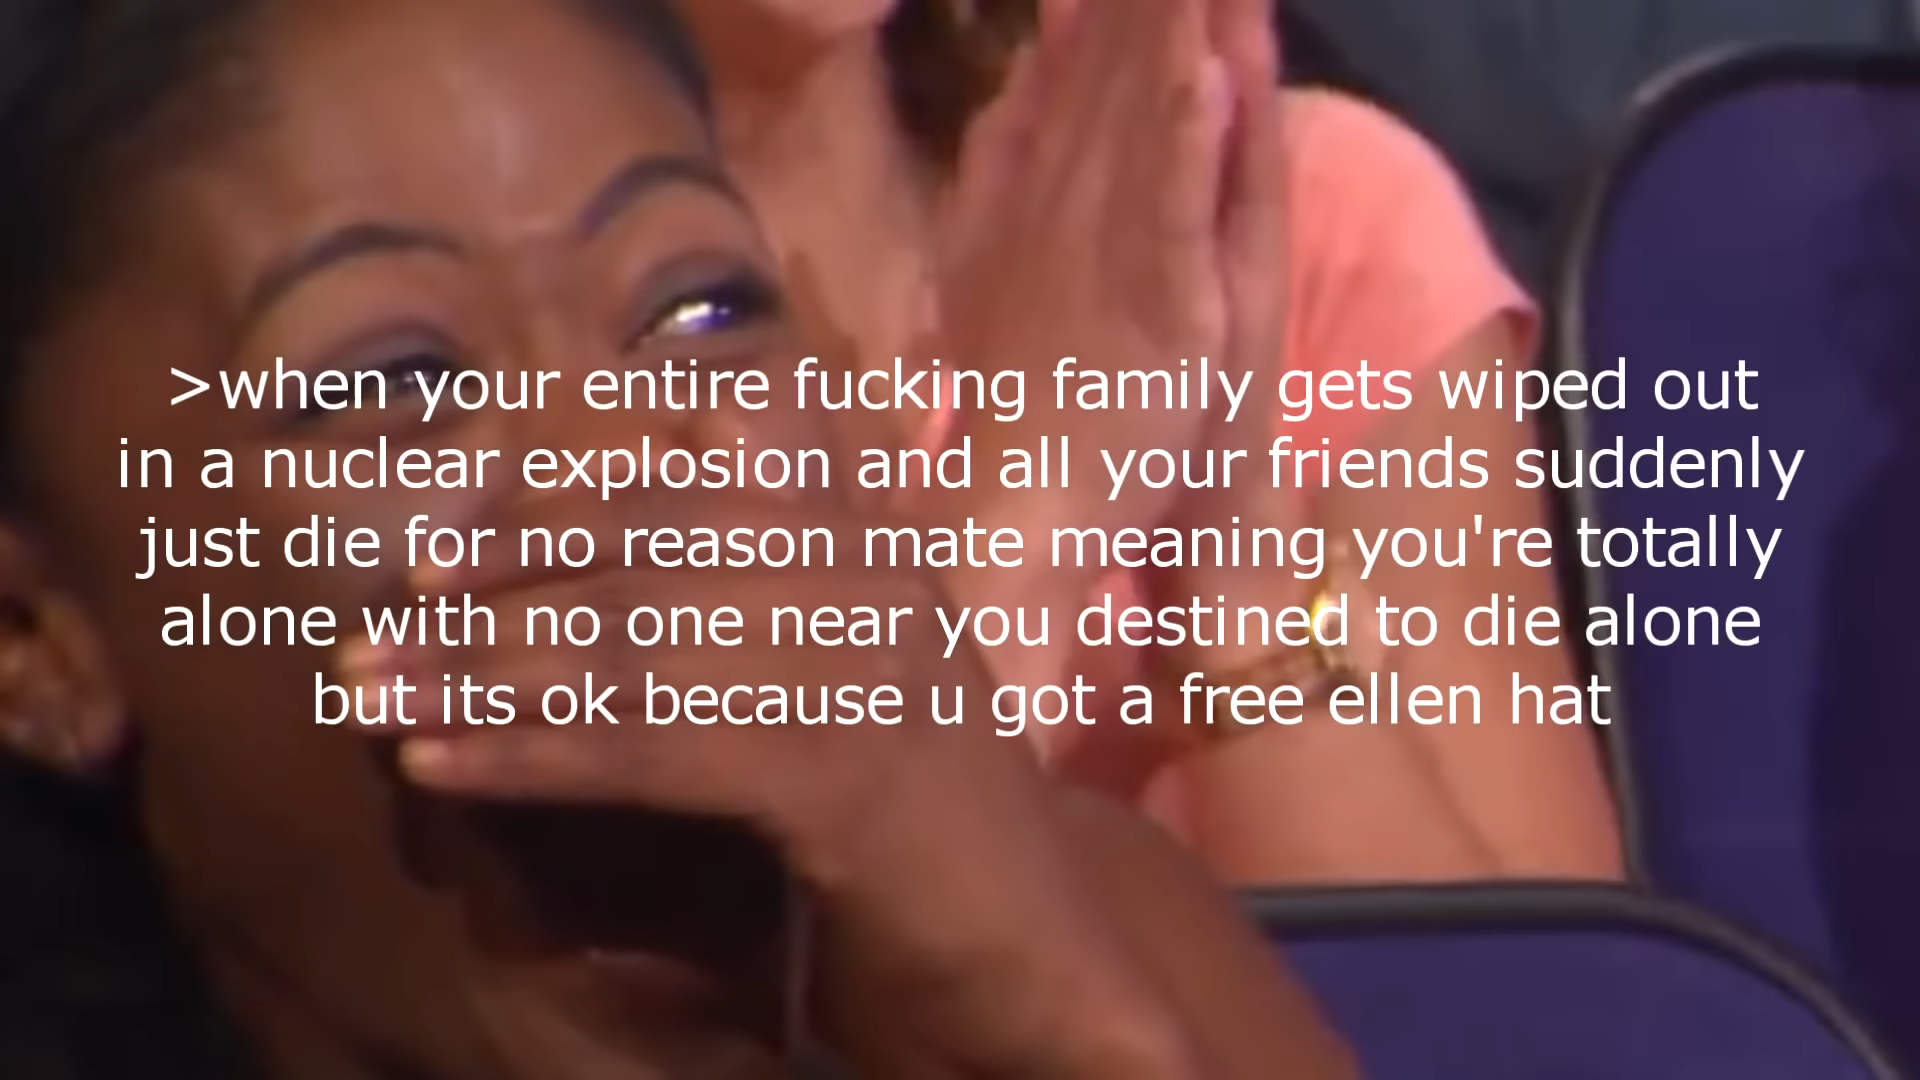 >when your entire fucking family gets wiped out
in a nuclear explosion and all your friends suddenly
just die for no reason mate meaning you're totally
alone with no one near you destined to die alone
but its ok because u got a free ellen hat